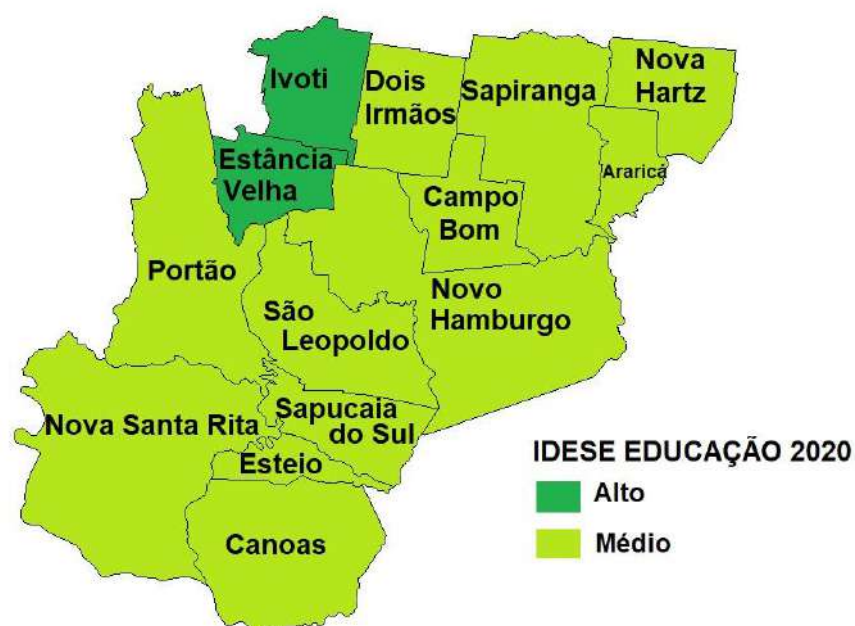 Ivoti
Dois
Irmãos
Sapiranga
Nova
Hartz
Estância
Velha
Araricá
Campo
Bom
Portão
Novo
Hamburgo
São
Leopoldo
Nova Santa Rita
Sapucaia
do Sul
Esteio
Canoas
IDESE EDUCAÇÃO 2020
Alto
Médio